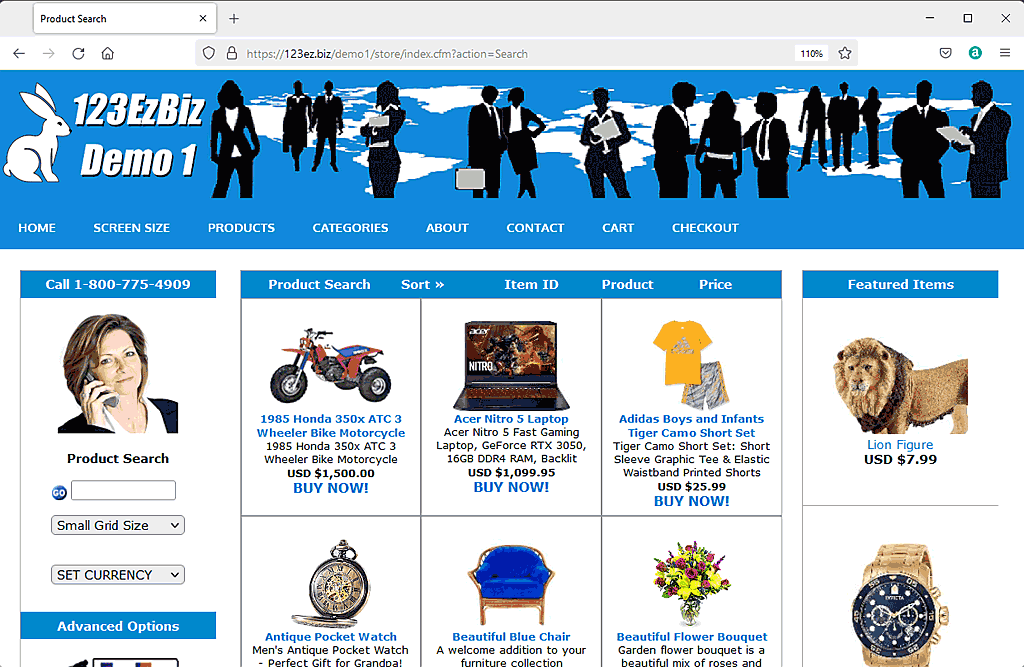 Product Search
https://123ez.biz/demo1/store/index.cfm?action=Search
110%
a
123EzBiz
Demo 1
HOME SCREEN SIZE PRODUCTS CATEGORIES ABOUT CONTACT CART CHECKOUT
Call 1-800-775-4909
Product Search
GO
Small Grid Size
SET CURRENCY
Advanced Options
Product Search Sort » Item ID Product Price
acer
NITRO
1985 Honda 350x ATC 3
Wheeler Bike Motorcycle
1985 Honda 350x ATC 3
Wheeler Bike Motorcycle
USD $1,500.00
BUY NOW!
Acer Nitro 5 Laptop
Acer Nitro 5 Fast Gaming
Laptop, GeForce RTX 3050,
16GB DDR4 RAM, Backlit
USD $1,099.95
BUY NOW!
Adidas Boys and Infants
Tiger Camo Short Set
Tiger Camo Short Set: Short
Sleeve Graphic Tee & Elastic
Waistband Printed Shorts
USD $25.99
BUY NOW!
Antique Pocket Watch
Men's Antique Pocket Watch
- Perfect Gift for Grandpa!
Beautiful Blue Chair
A welcome addition to your
furniture collection
Beautiful Flower Bouquet
Garden flower bouquet is a
beautiful mix of roses and
Featured Items
Lion Figure
USD $7.99
INVICTA